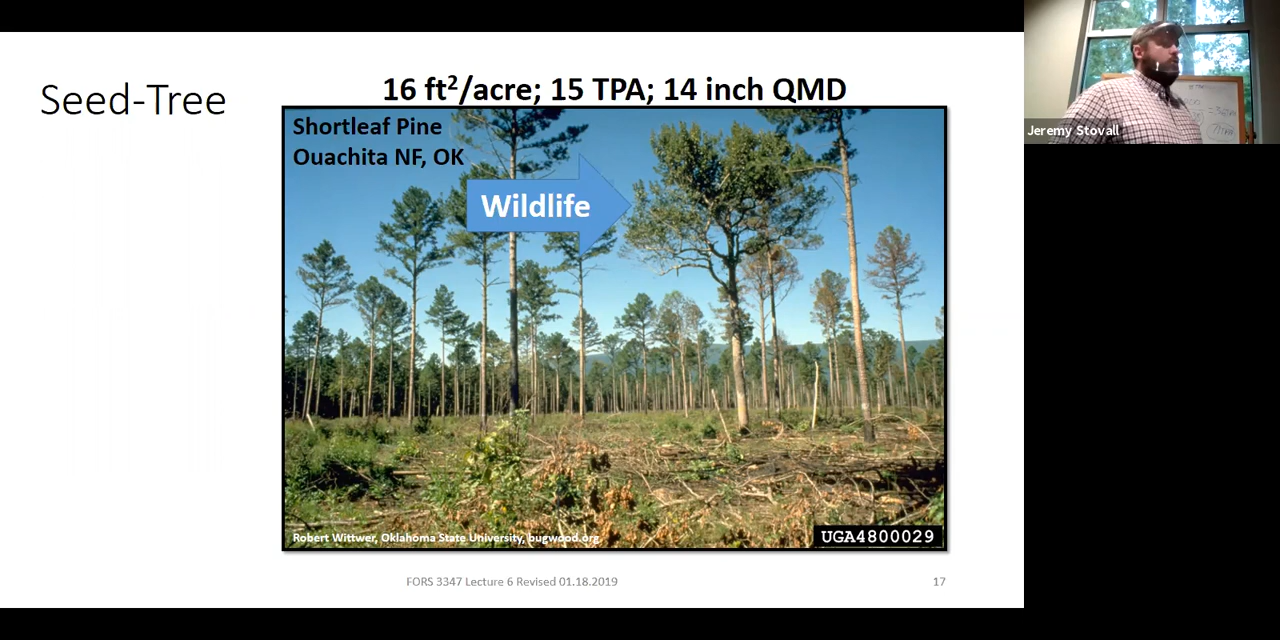 Seed-Tree
16 ft²/acre; 15 TPA; 14 inch QMD
Shortleaf Pine
Ouachita NF, OK
Wildlife
Robert Wittwer, Oklahoma State University, bugwood.org
UGA4800029
FORS 3347 Lecture 6 Revised 01.18.2019
17
Jeremy Stovall